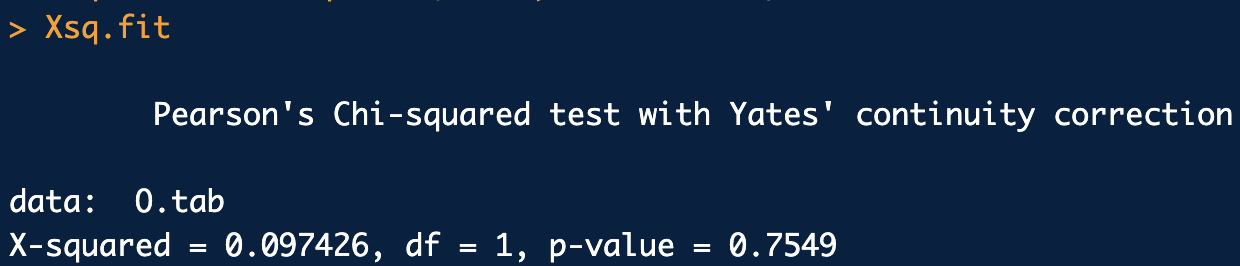 > Xsq.fit
Pearson's Chi-squared test with Yates' continuity correction
data:  O.tab
X-squared = 0.097426, df = 1, p-value = 0.7549